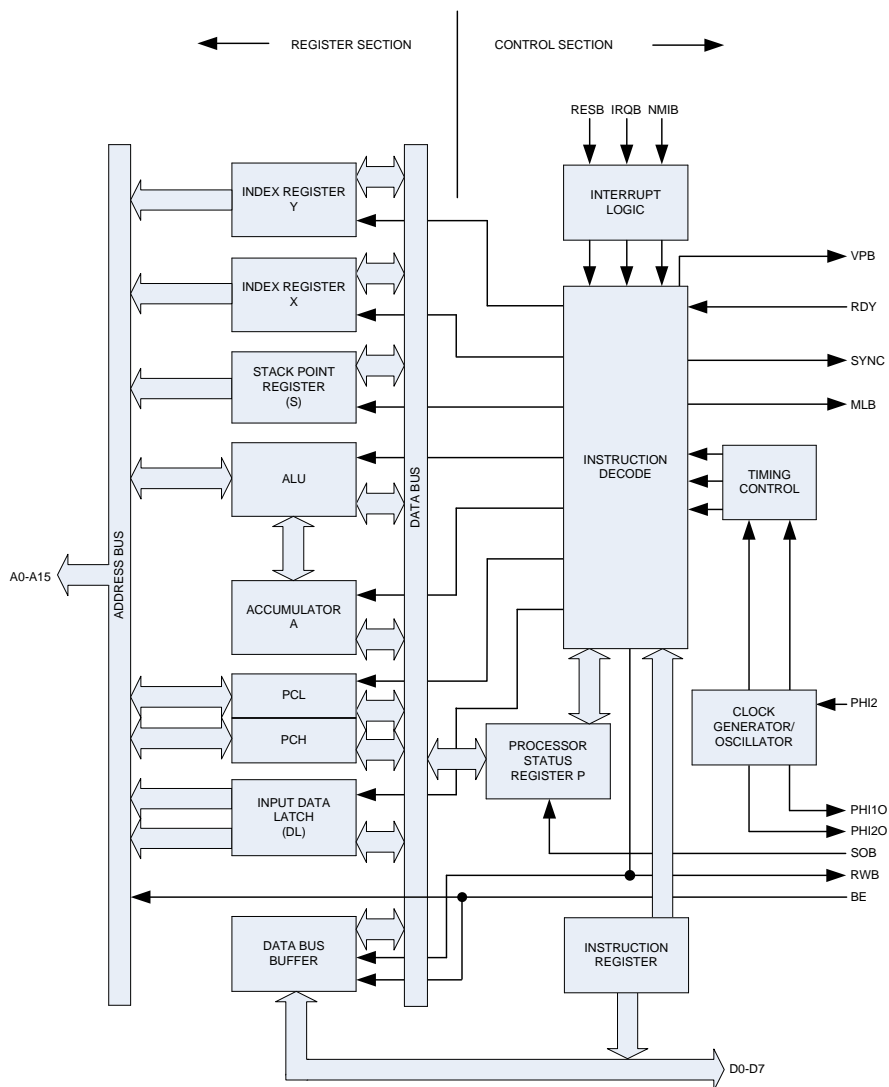 REGISTER SECTION
CONTROL SECTION
RESB
IRQB
NMIB
INTERRUPT
LOGIC
INDEX REGISTER
Y
VPB
RDY
INDEX REGISTER
X
SYNC
STACK POINT
REGISTER
(S)
MLB
ALU
INSTRUCTION
DECODE
TIMING
CONTROL
DATA BUS
ADDRESS BUS
A0-A15
ACCUMULATOR
A
PCL
PCH
PROCESSOR
STATUS
REGISTER P
CLOCK
GENERATOR/
OSCILLATOR
PHI2
INPUT DATA
LATCH
(DL)
PHI1O
PHI2O
SOB
RWB
BE
DATA BUS
BUFFER
INSTRUCTION
REGISTER
D0-D7